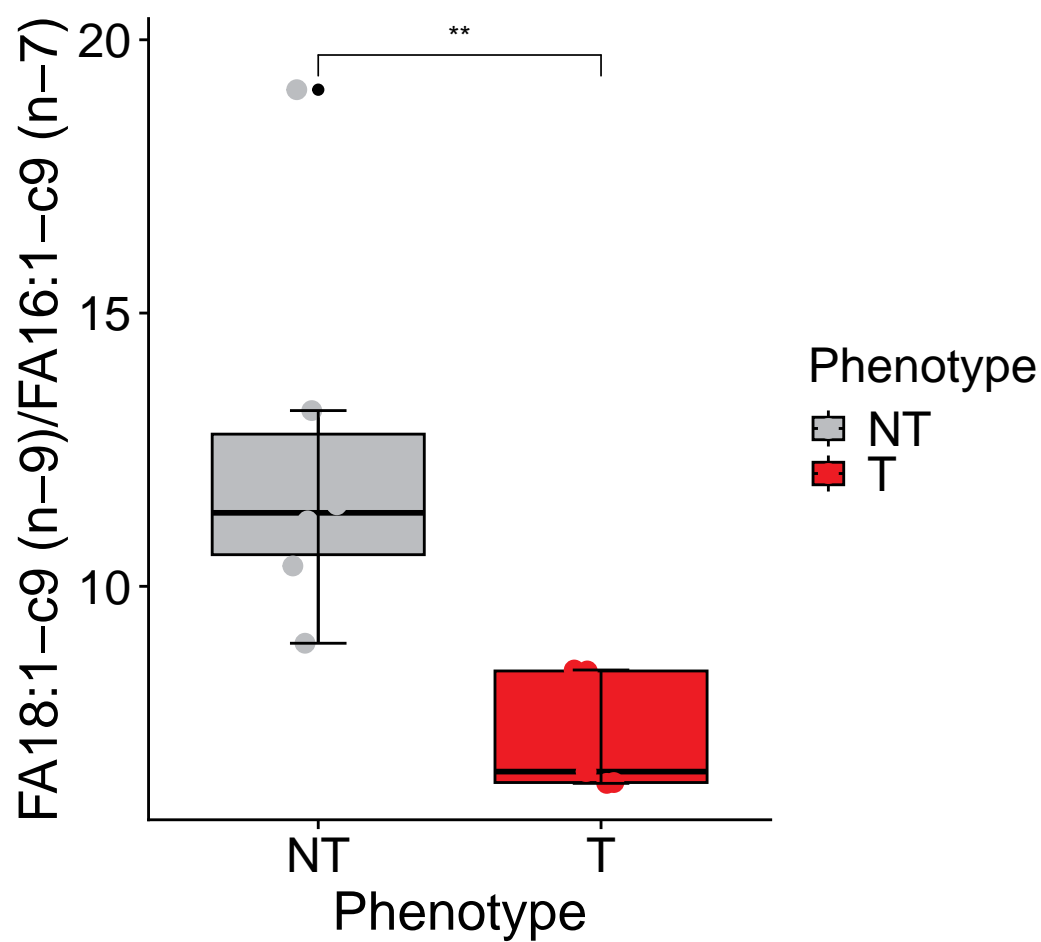 FA18:1−c9 (n−9)/FA16:1−c9 (n−7)
20
15
10
**
NT
T
Phenotype
Phenotype
NT
T